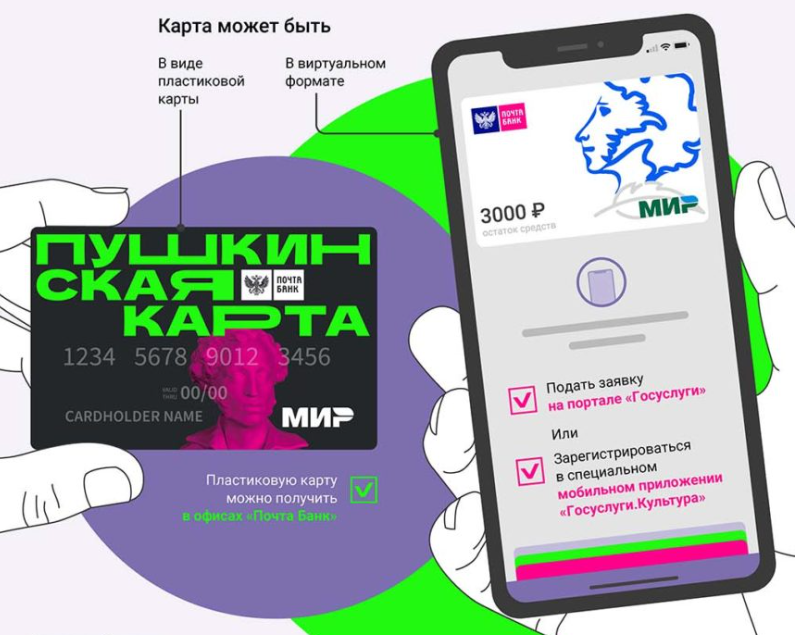 Карта может быть
В виде
пластиковой
карты
В виртуальном
формате
ПУШКИН
СКАЯ
ПОЧТА
БАНК
КАРТА
1234 5678 9012 3456
VALID
THRU 00/00
CARDHOLDER NAME
МИР
Пластиковую карту
можно получить
в офисах «Почта Банк»
ПОЧТА
БАНК
3000 ₽
остаток средств
МИР
Подать заявку
на портале «Госуслуги»
Или
Зарегистрироваться
в специальном
мобильном приложении
«Госуслуги.Культура»